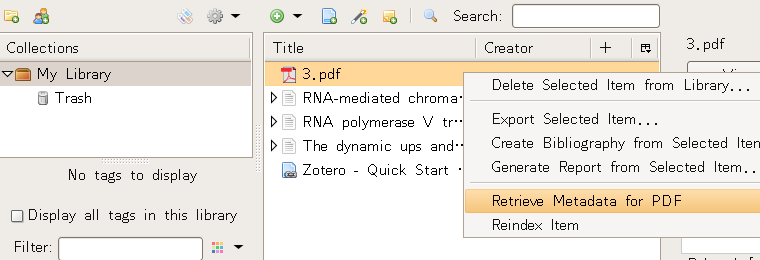 Search:
Collections
Title Creator
3.pdf
My Library
3.pdf
Delete Selected Item from Library...
Trash
RNA-mediated chroma...
Export Selected Item...
RNA polymerase V tr...
Create Bibliography from Selected Item
The dynamic ups and...
Generate Report from Selected Item...
No tags to display
Zotero - Quick Start ...
Retrieve Metadata for PDF
Display all tags in this library
Reindex Item
Filter: